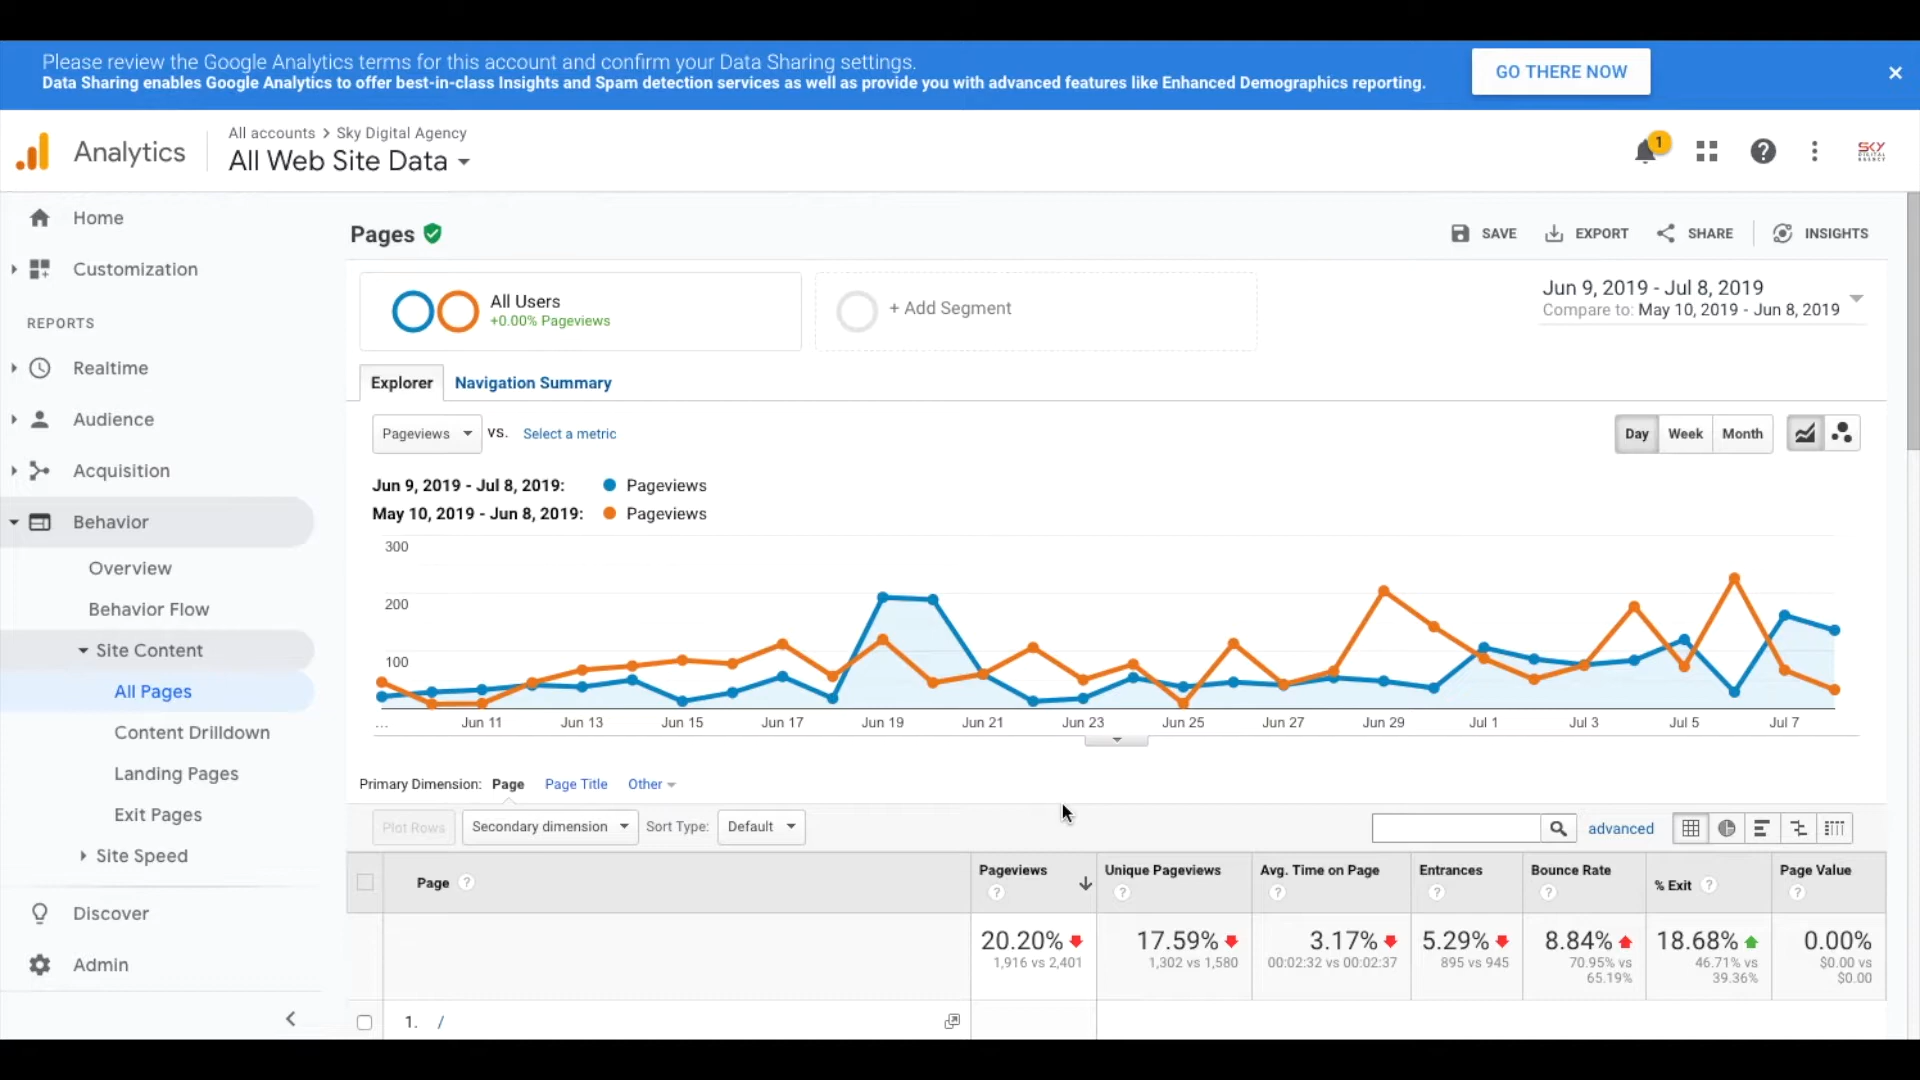 Please review the Google Analytics terms for this account and confirm your Data Sharing settings.
Data Sharing enables Google Analytics to offer best-in-class Insights and Spam detection services as well as provide you with advanced features like Enhanced Demographics reporting.
GO THERE NOW
Analytics
All accounts > Sky Digital Agency
All Web Site Data
1
SKY
DIGITAL
AGENCY
Home
Customization
REPORTS
Realtime
Audience
Acquisition
Behavior
Overview
Behavior Flow
Site Content
All Pages
Content Drilldown
Landing Pages
Exit Pages
Site Speed
Discover
Admin
Pages
SAVE
EXPORT
SHARE
INSIGHTS
All Users
+0.00% Pageviews
+ Add Segment
Jun 9, 2019 - Jul 8, 2019
Compare to: May 10, 2019 - Jun 8, 2019
Explorer
Navigation Summary
Pageviews
VS.
Select a metric
Day
Week
Month
Jun 9, 2019 - Jul 8, 2019: Pageviews
May 10, 2019 - Jun 8, 2019: Pageviews
300
200
100
... Jun 11 Jun 13 Jun 15 Jun 17 Jun 19 Jun 21 Jun 23 Jun 25 Jun 27 Jun 29 Jul 1 Jul 3 Jul 5 Jul 7
Primary Dimension: Page Page Title Other
Plot Rows
Secondary dimension
Sort Type:
Default
advanced
Page ?
Pageviews ?
Unique Pageviews ?
Avg. Time on Page ?
Entrances ?
Bounce Rate ?
% Exit ?
Page Value ?
20.20%
1,916 vs 2,401
17.59%
1,302 vs 1,580
3.17%
00:02:32 vs 00:02:37
5.29%
895 vs 945
8.84%
70.95% vs
65.19%
18.68%
46.71% vs
39.36%
0.00%
$0.00 vs
$0.00
1. /